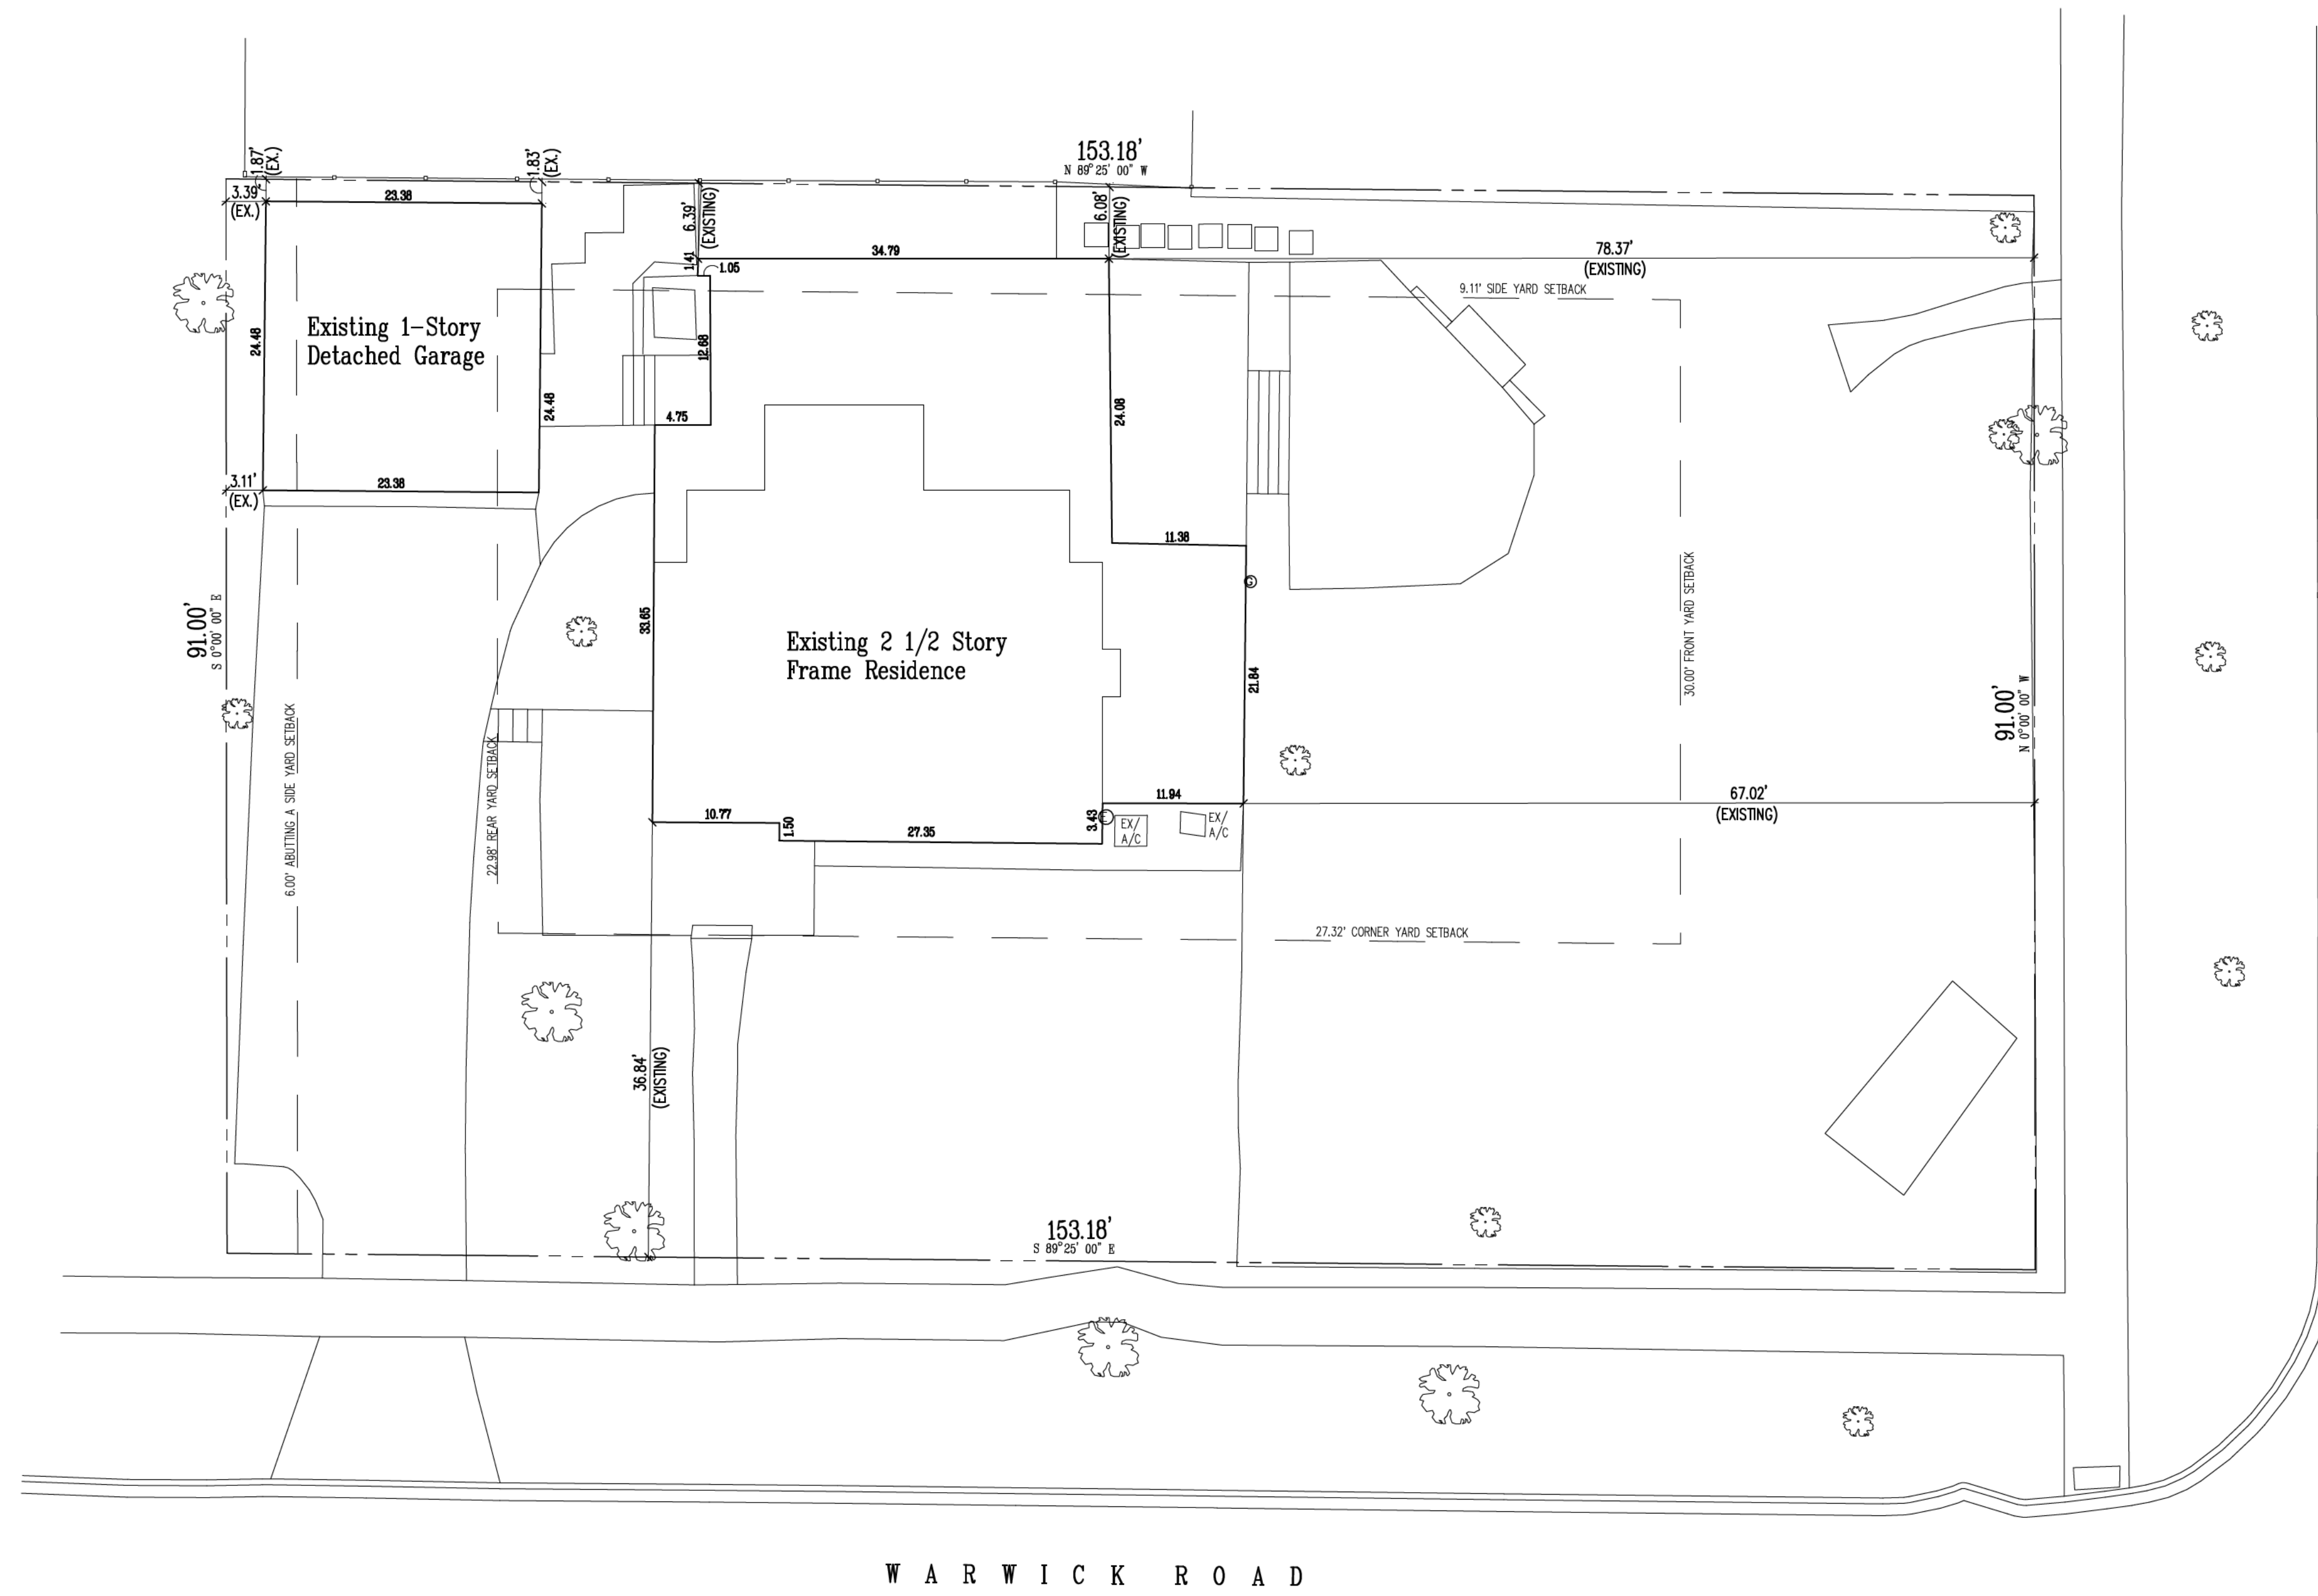 153.18'
N 89°25' 00" W
1.87'
(EX.)
1.83'
(EX.)
3.39'
(EX.)
23.38
6.39'
(EXISTING)
6.08'
(EXISTING)
1.41
1.05
34.79
78.37'
(EXISTING)
9.11' SIDE YARD SETBACK
Existing 1-Story
Detached Garage
24.48
24.48
12.68
4.75
24.08
3.11'
(EX.)
23.38
11.38
G
91.00'
S 0°00' 00" E
33.65
Existing 2 1/2 Story
Frame Residence
21.84
30.00' FRONT YARD SETBACK
91.00'
N 0°00' 00" W
6.00' ABUTTING A SIDE YARD SETBACK
22.98' REAR YARD SETBACK
11.94
67.02'
(EXISTING)
10.77
1.50
27.35
3.43
E
EX/
A/C
EX/
A/C
27.32' CORNER YARD SETBACK
36.84'
(EXISTING)
153.18'
S 89°25' 00" E
WARWICK ROAD